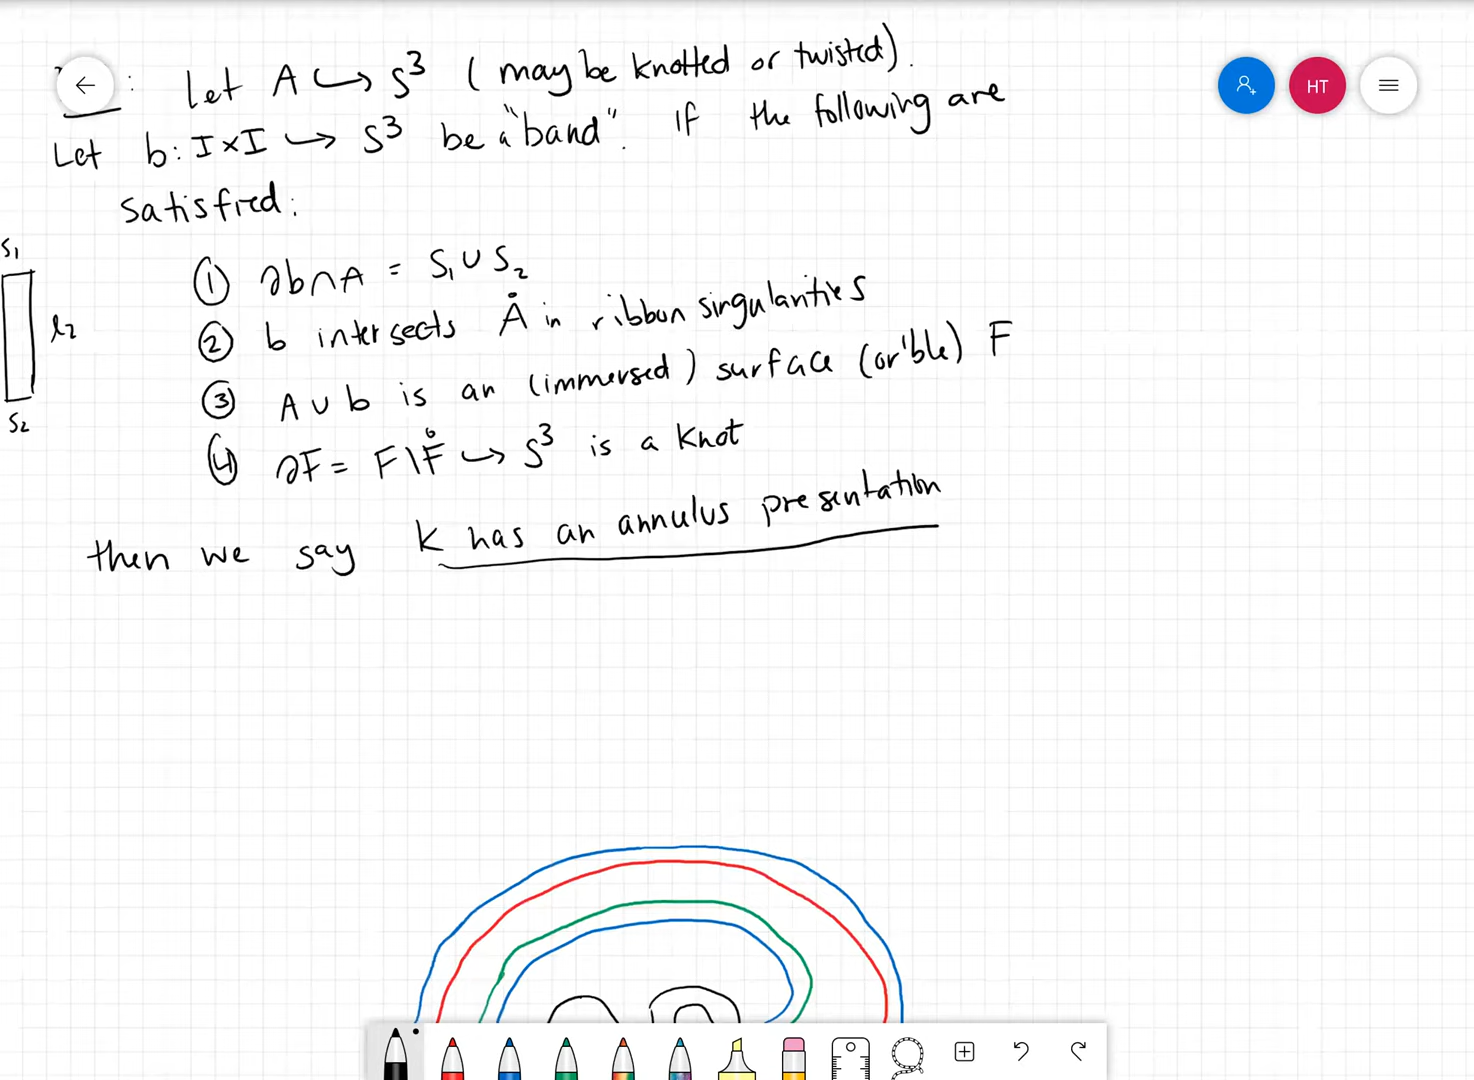 : Let A ↪ S³ (may be knotted or twisted).
Let b: I×I ↪ S³ be a "band". If the following are
satisfied:
① ∂b∩A = S₁∪S₂
② b intersects Å in ribbon singularities
③ A∪b is an (immersed) surface (or'ble) F
④ ∂F = F\F̊ ↪ S³ is a knot
then we say K has an annulus presentation
S₁
l₂
S₂
HT